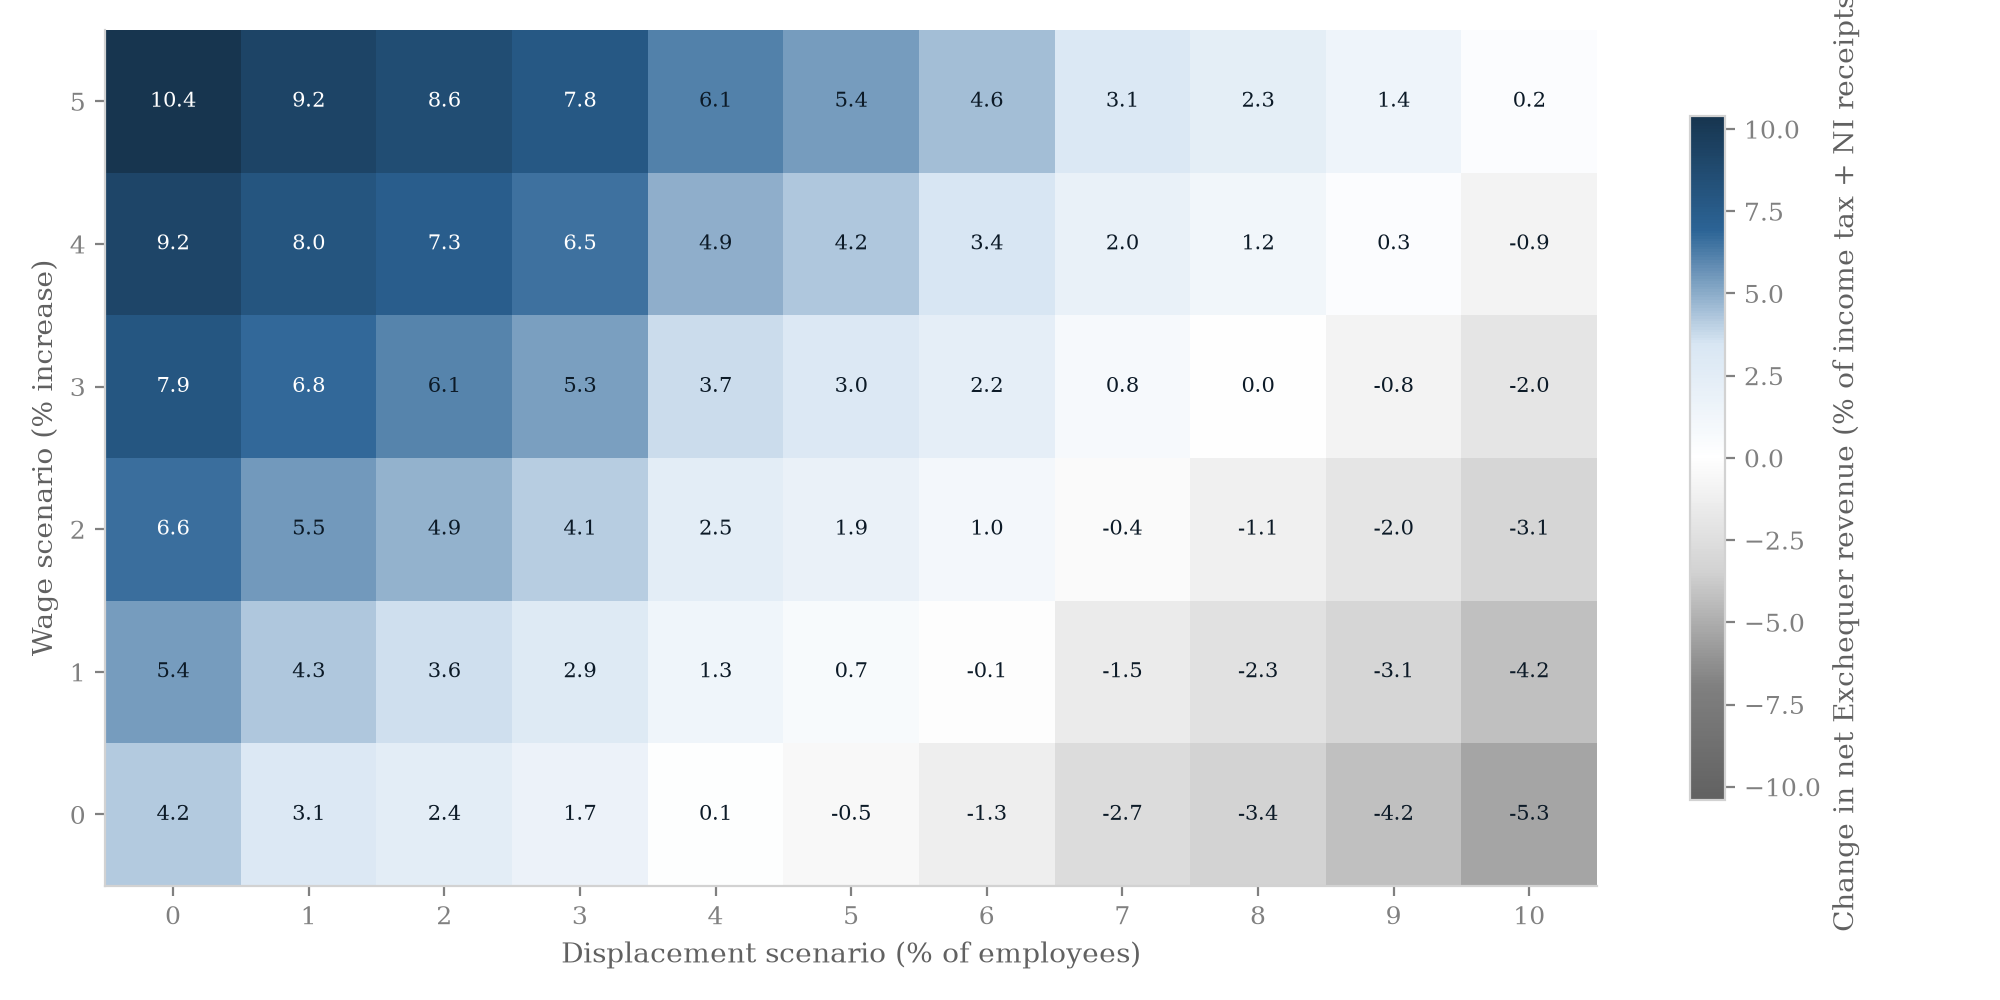 5 10.4 9.2 8.6 7.8 6.1 5.4 4.6 3.1 2.3 1.4 0.2
4 9.2 8.0 7.3 6.5 4.9 4.2 3.4 2.0 1.2 0.3 -0.9
3 7.9 6.8 6.1 5.3 3.7 3.0 2.2 0.8 0.0 -0.8 -2.0
2 6.6 5.5 4.9 4.1 2.5 1.9 1.0 -0.4 -1.1 -2.0 -3.1
1 5.4 4.3 3.6 2.9 1.3 0.7 -0.1 -1.5 -2.3 -3.1 -4.2
0 4.2 3.1 2.4 1.7 0.1 -0.5 -1.3 -2.7 -3.4 -4.2 -5.3
0 1 2 3 4 5 6 7 8 9 10
Displacement scenario (% of employees)
Wage scenario (% increase)
10.0
7.5
5.0
2.5
0.0
−2.5
−5.0
−7.5
−10.0
Change in net Exchequer revenue (% of income tax + NI receipts